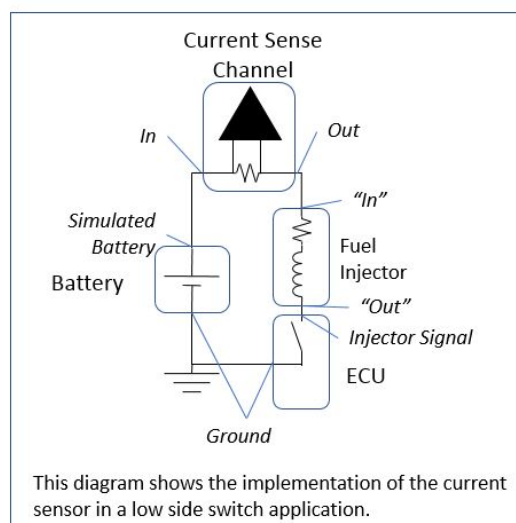 Current Sense
Channel
In
Out
"In"
Simulated
Battery
Fuel
Injector
Battery
"Out"
Injector Signal
ECU
Ground
This diagram shows the implementation of the current
sensor in a low side switch application.